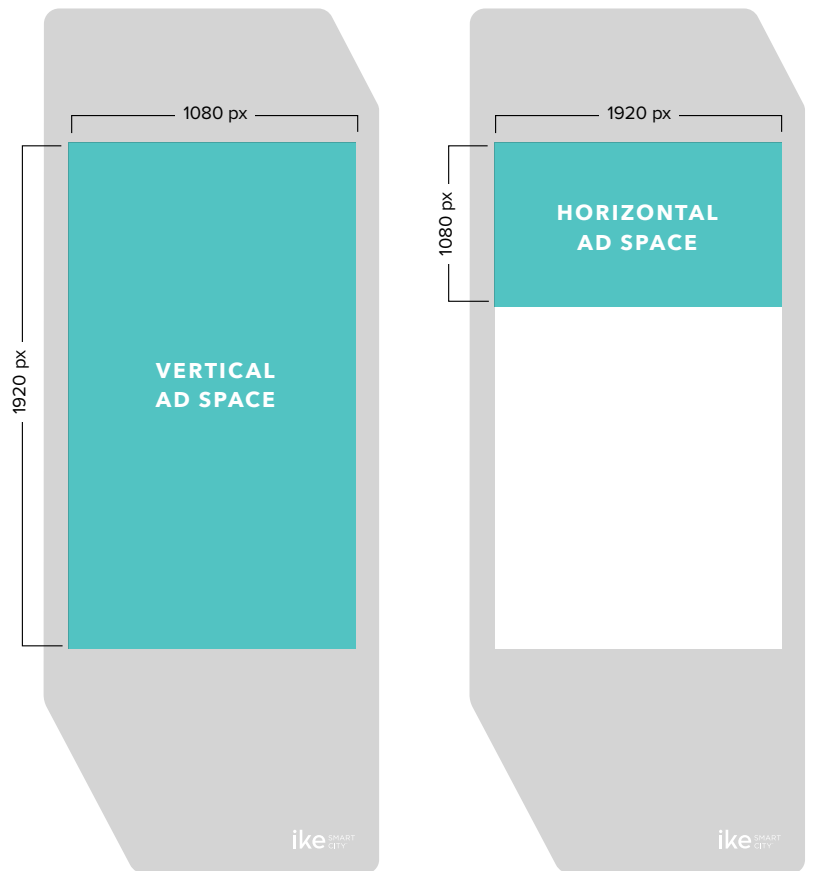 1080 px
1920 px
VERTICAL
AD SPACE
ike SMART
CITY
1920 px
1080 px
HORIZONTAL
AD SPACE
ike SMART
CITY